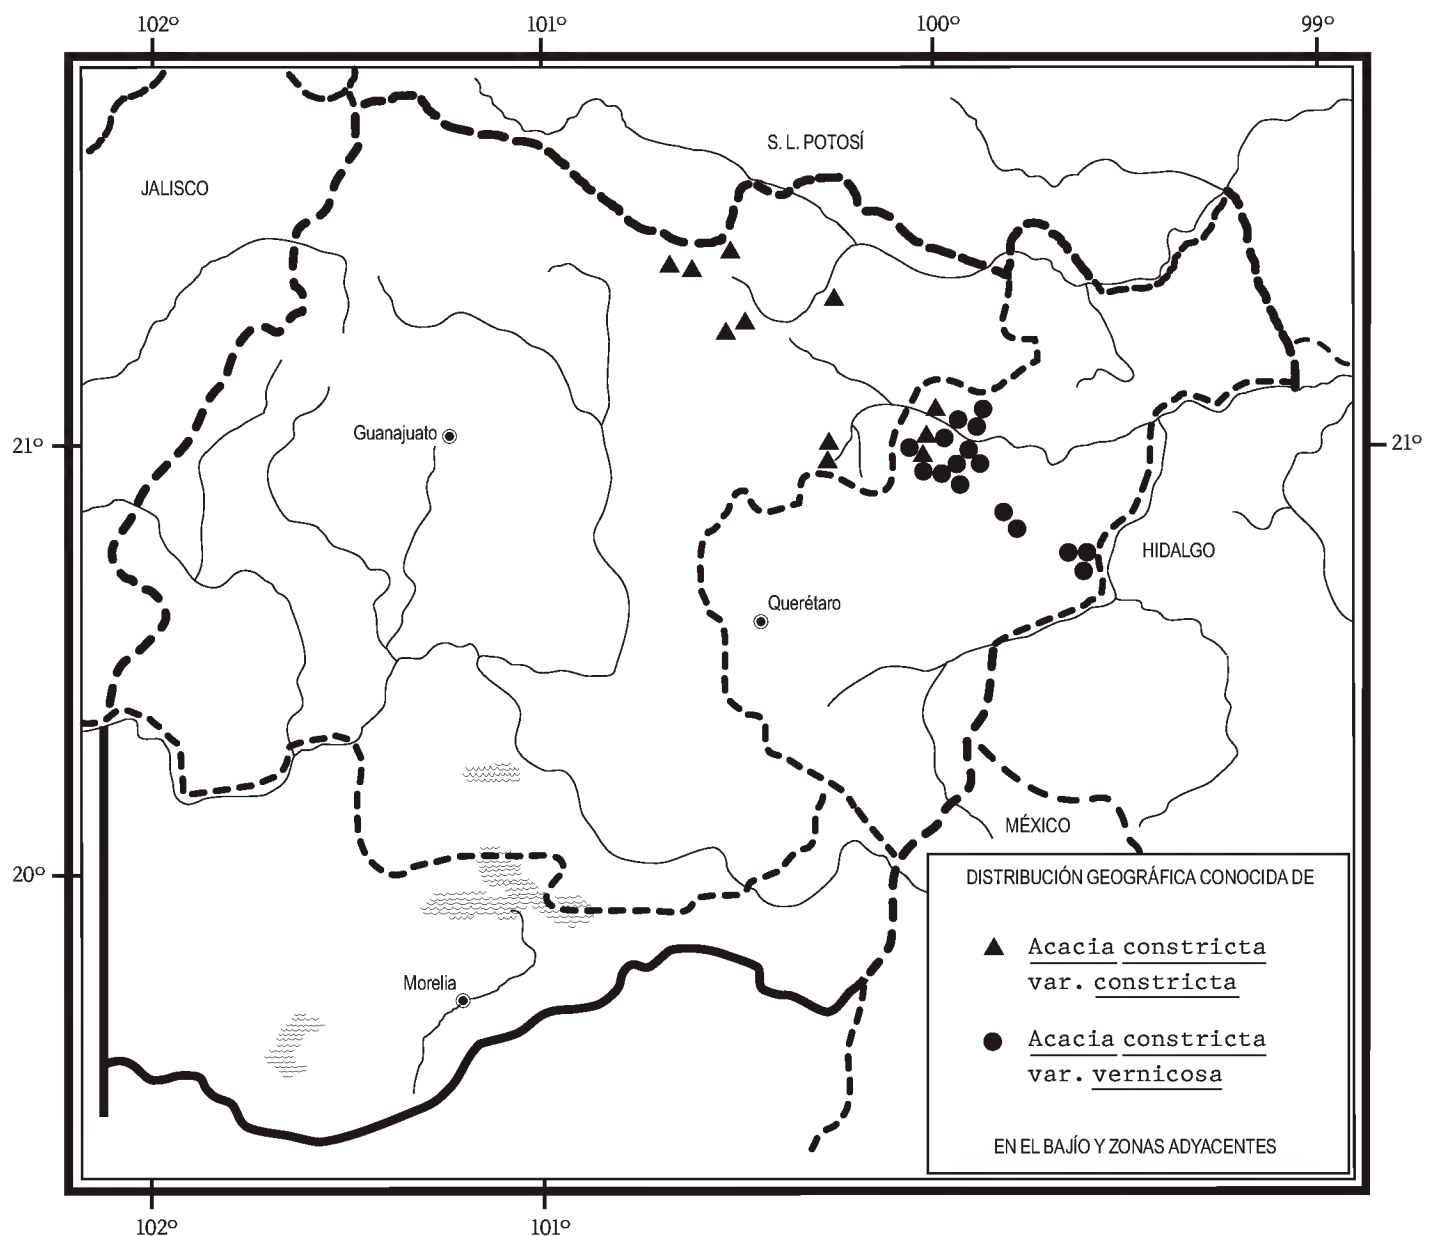 102º 101º 100º 99º
S. L. POTOSÍ
JALISCO
Guanajuato
21º 21º
HIDALGO
Querétaro
MÉXICO
20º
DISTRIBUCIÓN GEOGRÁFICA CONOCIDA DE
Acacia constricta
var. constricta
Morelia
Acacia constricta
var. vernicosa
EN EL BAJÍO Y ZONAS ADYACENTES
102º 101º